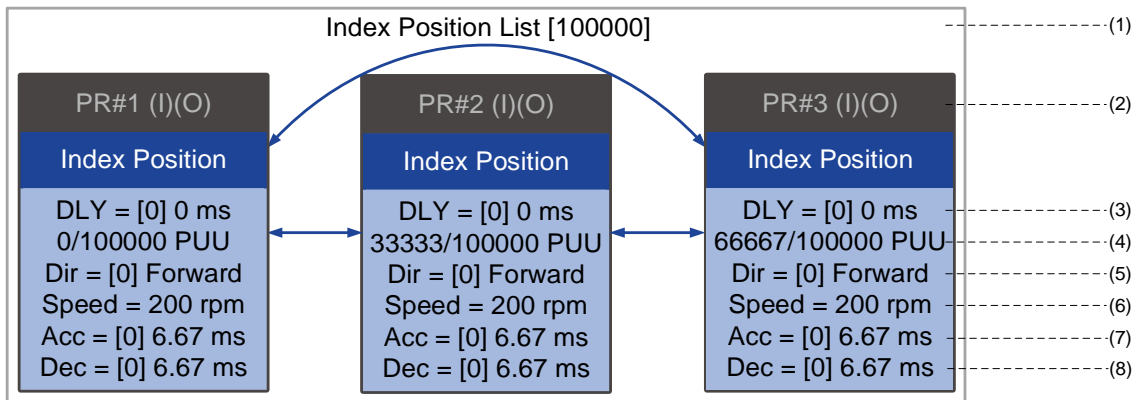 Index Position List [100000]
(1)
PR#1 (I)(O)
PR#2 (I)(O)
PR#3 (I)(O)
(2)
Index Position
Index Position
Index Position
DLY = [0] 0 ms
DLY = [0] 0 ms
DLY = [0] 0 ms
(3)
0/100000 PUU
33333/100000 PUU
66667/100000 PUU
(4)
Dir = [0] Forward
Dir = [0] Forward
Dir = [0] Forward
(5)
Speed = 200 rpm
Speed = 200 rpm
Speed = 200 rpm
(6)
Acc = [0] 6.67 ms
Acc = [0] 6.67 ms
Acc = [0] 6.67 ms
(7)
Dec = [0] 6.67 ms
Dec = [0] 6.67 ms
Dec = [0] 6.67 ms
(8)